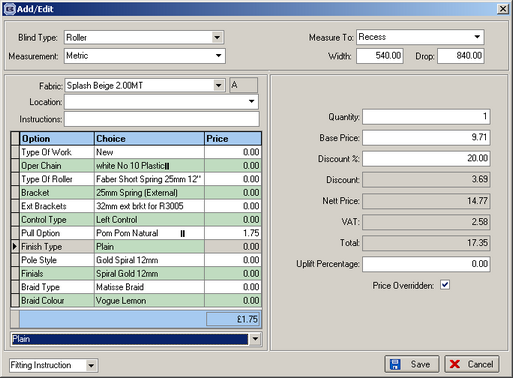 Add/Edit
Blind Type: Roller
Measure To: Recess
Measurement: Metric
Width: 540.00 Drop: 840.00
Fabric: Splash Beige 2.00MT A
Location:
Instructions:
Option Choice Price
Type Of Work New 0.00
Oper Chain white No 10 Plastic 0.00
Type Of Roller Faber Short Spring 25mm 12" 0.00
Bracket 25mm Spring (External) 0.00
Ext Brackets 32mm ext brkt for R3005 0.00
Control Type Left Control 0.00
Pull Option Pom Pom Natural 1.75
Finish Type Plain 0.00
Pole Style Gold Spiral 12mm 0.00
Finials Spiral Gold 12mm 0.00
Braid Type Matisse Braid 0.00
Braid Colour Vogue Lemon 0.00
£1.75
Plain
Quantity: 1
Base Price: 9.71
Discount %: 20.00
Discount: 3.69
Nett Price: 14.77
VAT: 2.58
Total: 17.35
Uplift Percentage: 0.00
Price Overridden:
Fitting Instruction
Save
Cancel